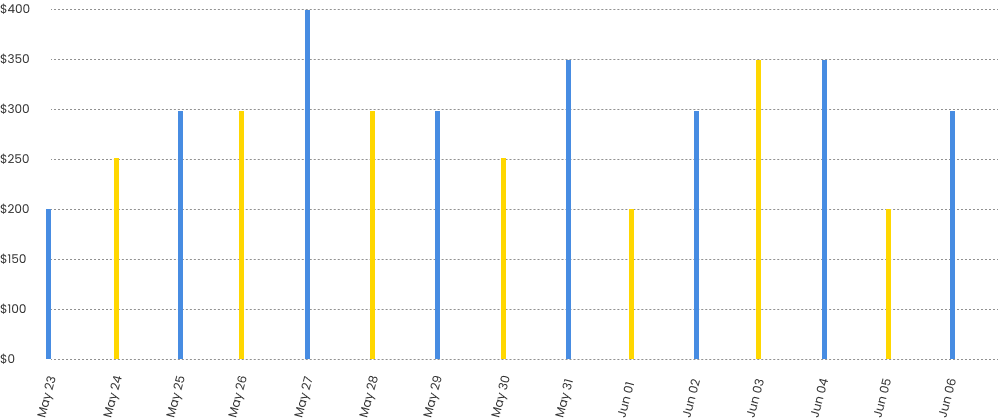 $400
$350
$300
$250
$200
$150
$100
$0
May 23
May 24
May 25
May 26
May 27
May 28
May 29
May 30
May 31
Jun 01
Jun 02
Jun 03
Jun 04
Jun 05
Jun 06